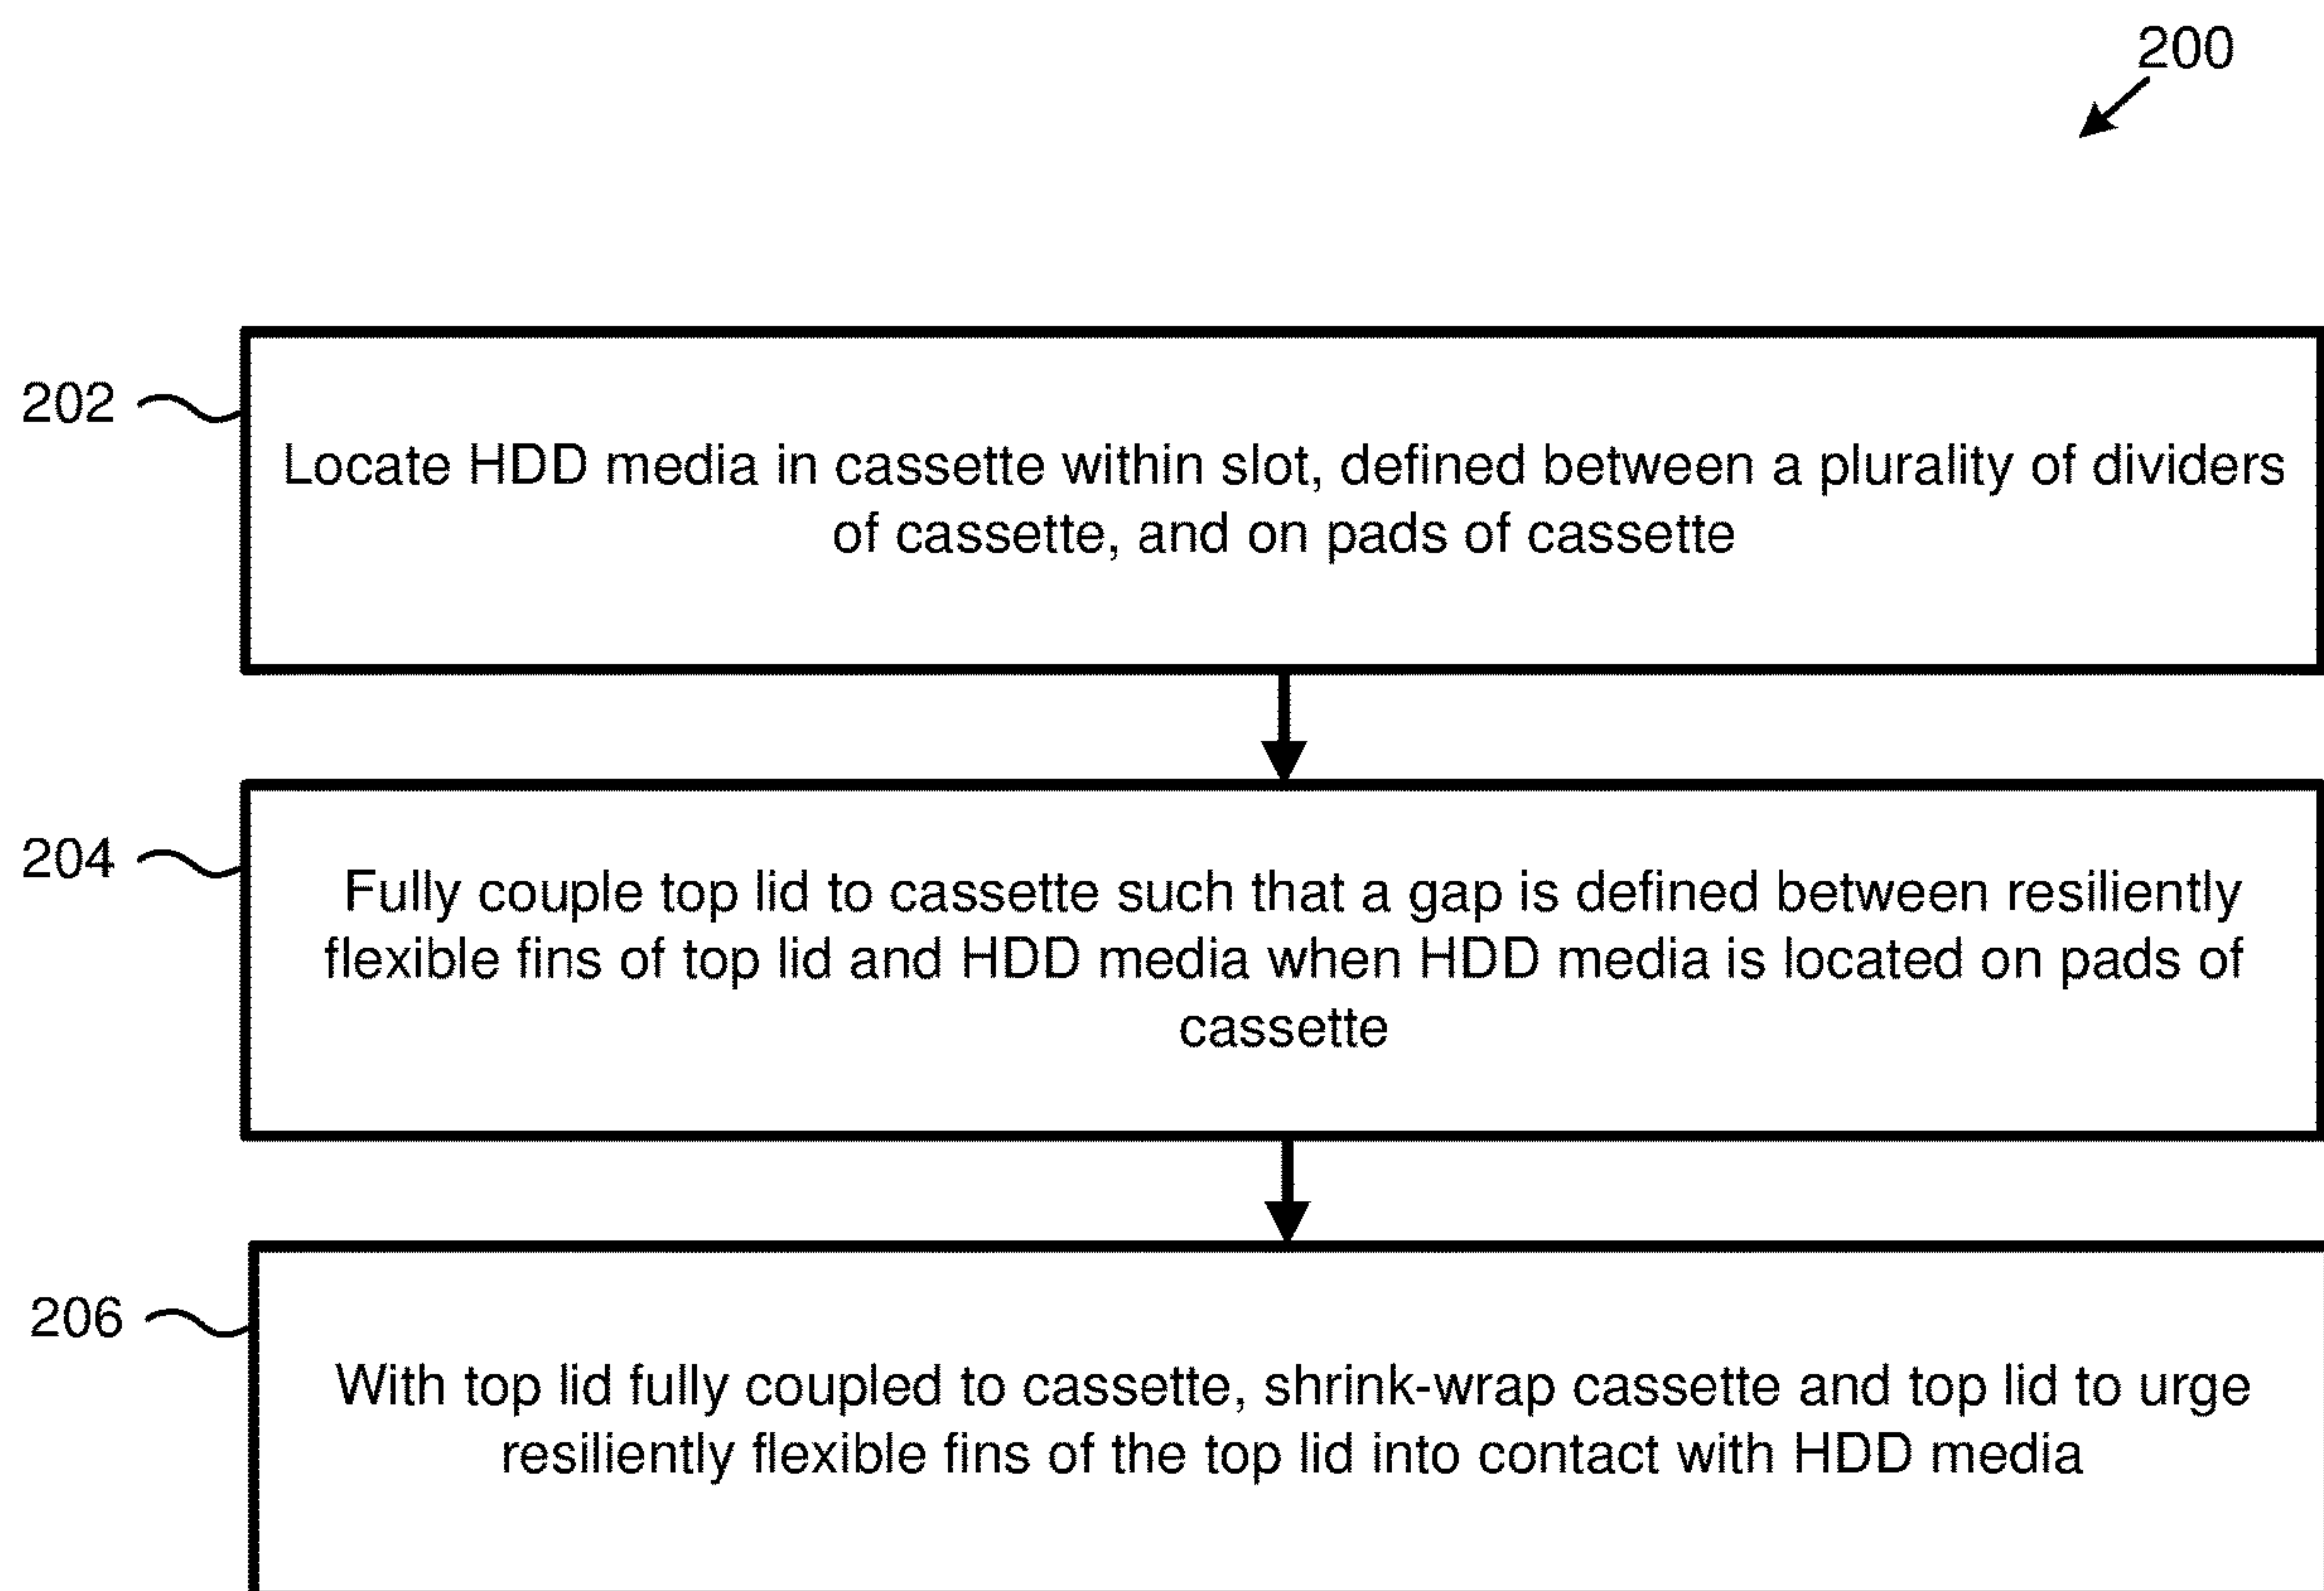 200
202
Locate HDD media in cassette within slot, defined between a plurality of dividers
of cassette, and on pads of cassette
204
Fully couple top lid to cassette such that a gap is defined between resiliently
flexible fins of top lid and HDD media when HDD media is located on pads of
cassette
206
With top lid fully coupled to cassette, shrink-wrap cassette and top lid to urge
resiliently flexible fins of the top lid into contact with HDD media